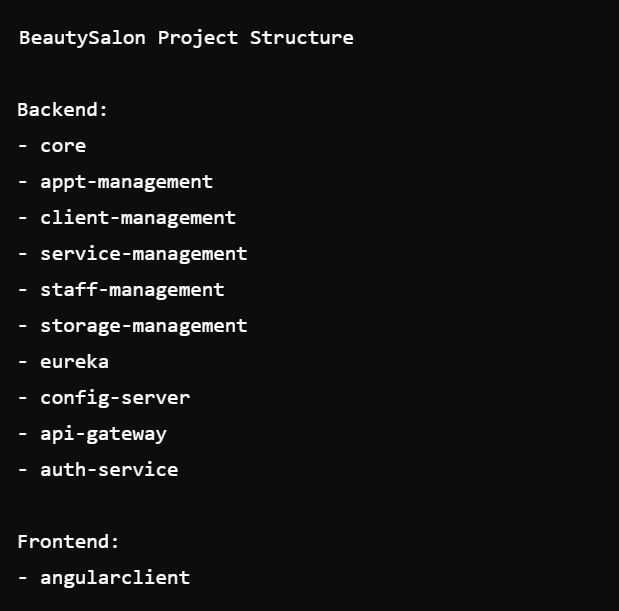 BeautySalon Project Structure
Backend:
- core
- appt-management
- client-management
- service-management
- staff-management
- storage-management
- eureka
- config-server
- api-gateway
- auth-service
Frontend:
- angularclient